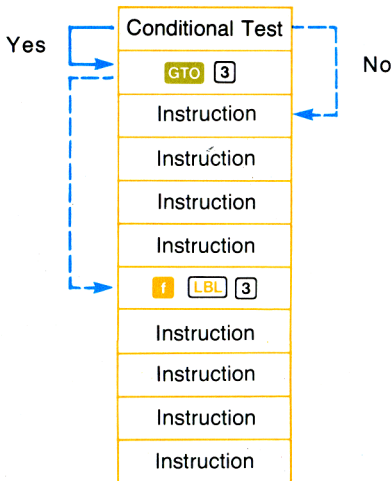 Conditional Test
Yes
GTO 3
No
Instruction
Instruction
Instruction
Instruction
f LBL 3
Instruction
Instruction
Instruction
Instruction